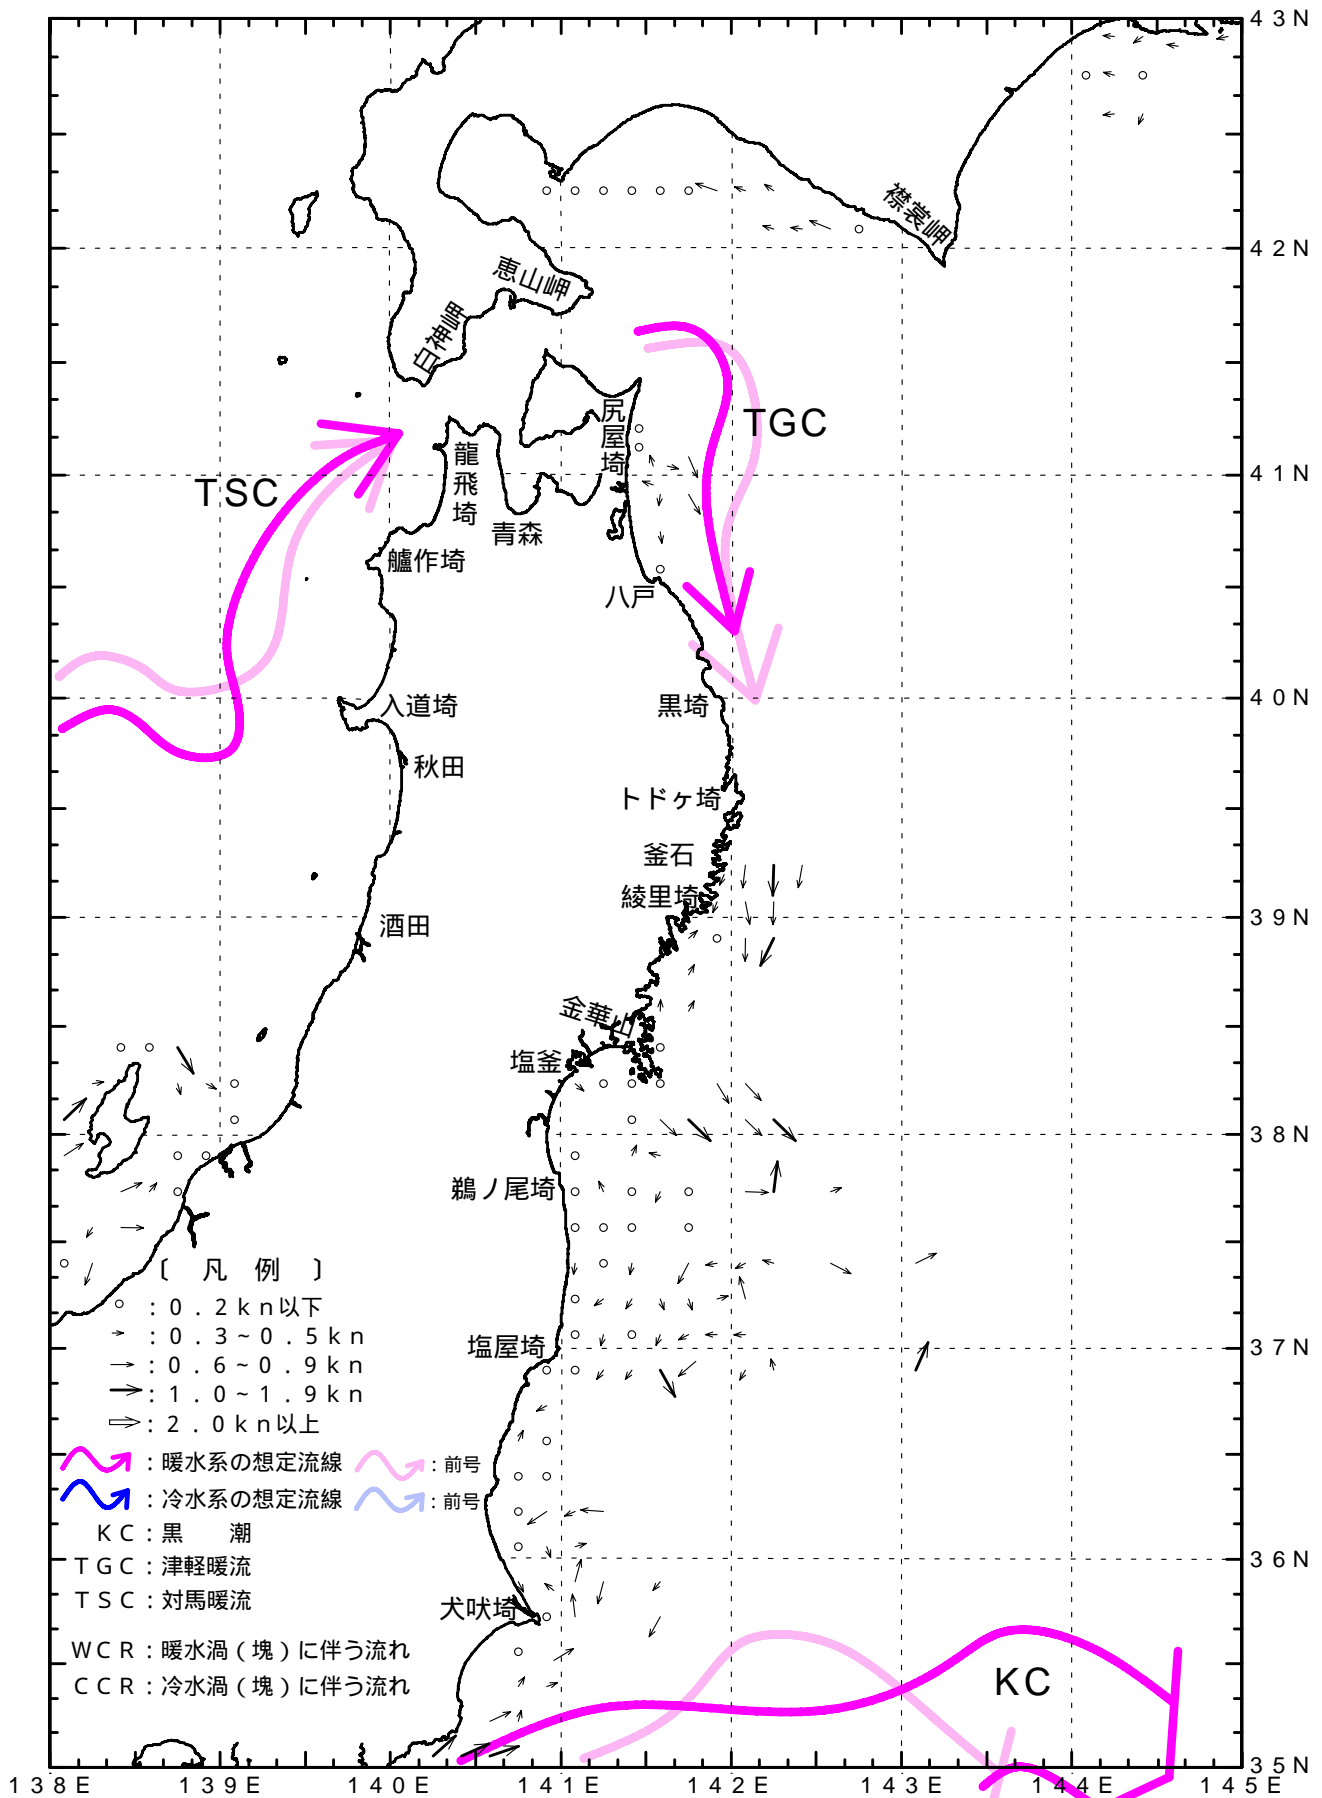 43N
襟裳岬
42N
恵山岬
白神岬
尻屋埼
TGC
龍飛埼
41N
TSC
青森
艫作埼
八戸
入道埼
黒埼
40N
秋田
トドヶ埼
釜石
綾里埼
酒田
39N
金華山
塩釜
38N
鵜ノ尾埼
〔 凡 例 〕
:0.2kn以下
:0.3~0.5kn
塩屋埼
37N
:0.6~0.9kn
:1.0~1.9kn
:2.0kn以上
:暖水系の想定流線 :前号
:冷水系の想定流線 :前号
KC:黒 潮
TGC:津軽暖流
36N
TSC:対馬暖流
犬吠埼
WCR:暖水渦(塊)に伴う流れ
CCR:冷水渦(塊)に伴う流れ
KC
35N
138E 139E 140E 141E 142E 143E 144E 145E